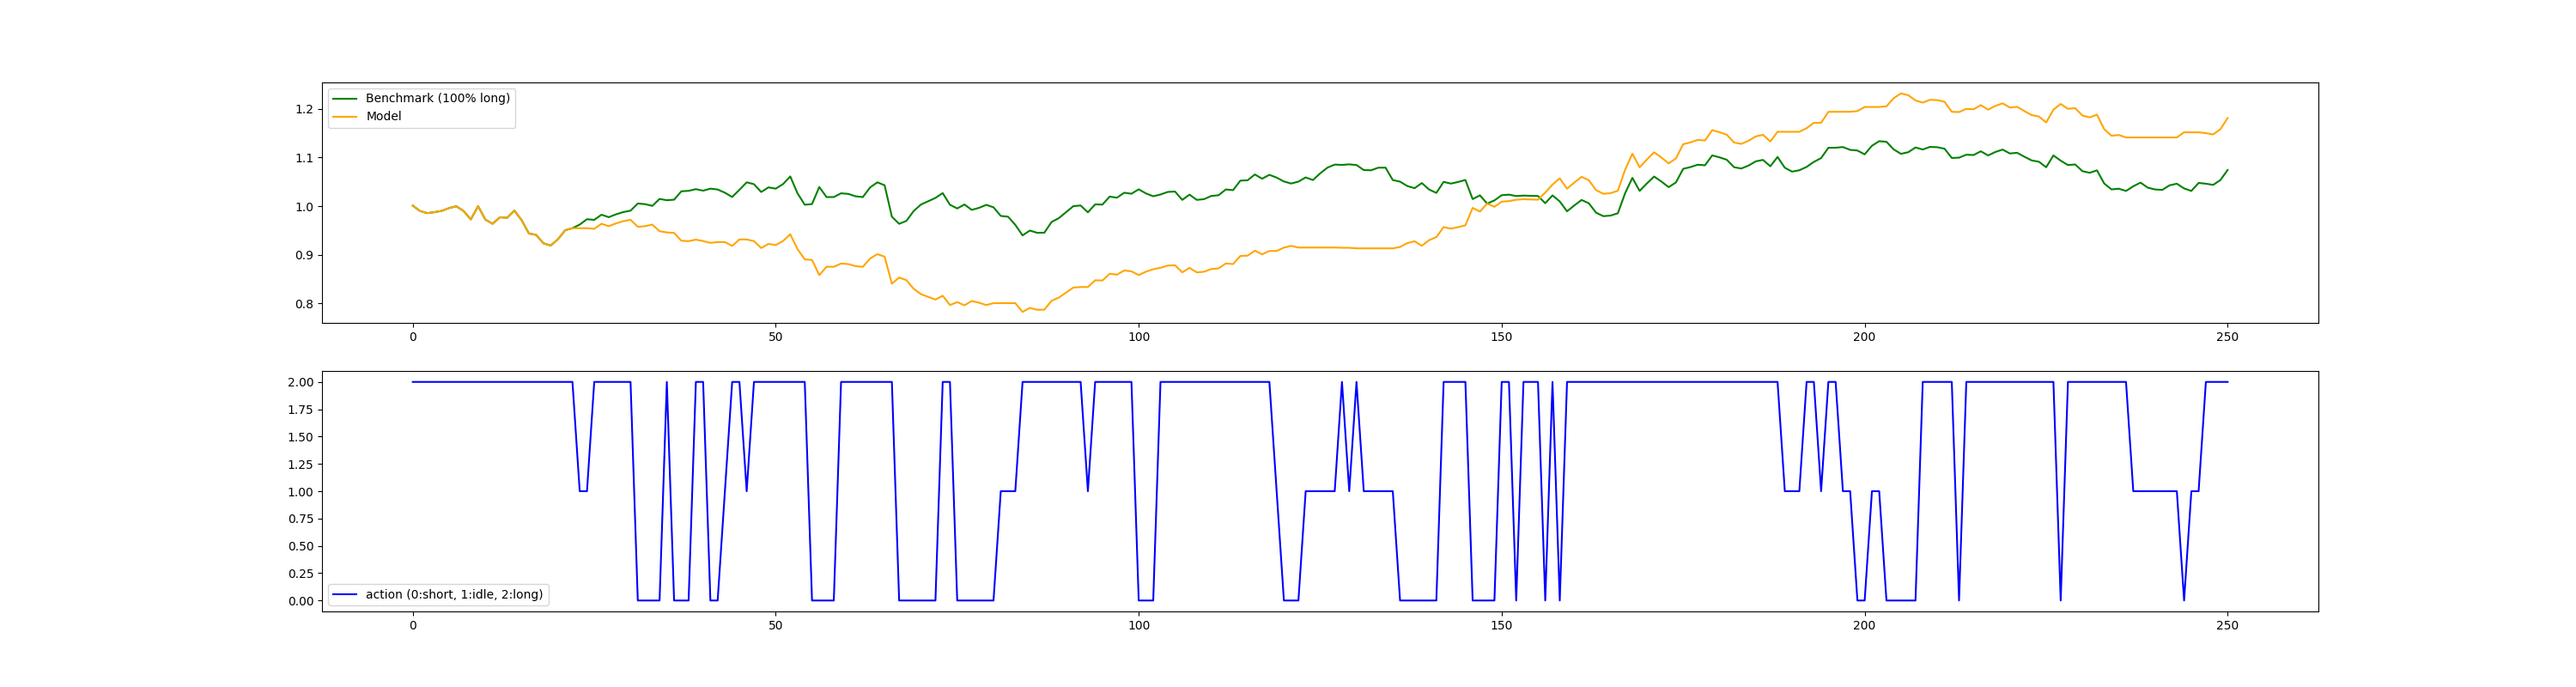 Benchmark (100% long)
Model
1.2
1.1
1.0
0.9
0.8
0 50 100 150 200 250
2.00
1.75
1.50
1.25
1.00
0.75
0.50
0.25
0.00
action (0:short, 1:idle, 2:long)
0 50 100 150 200 250